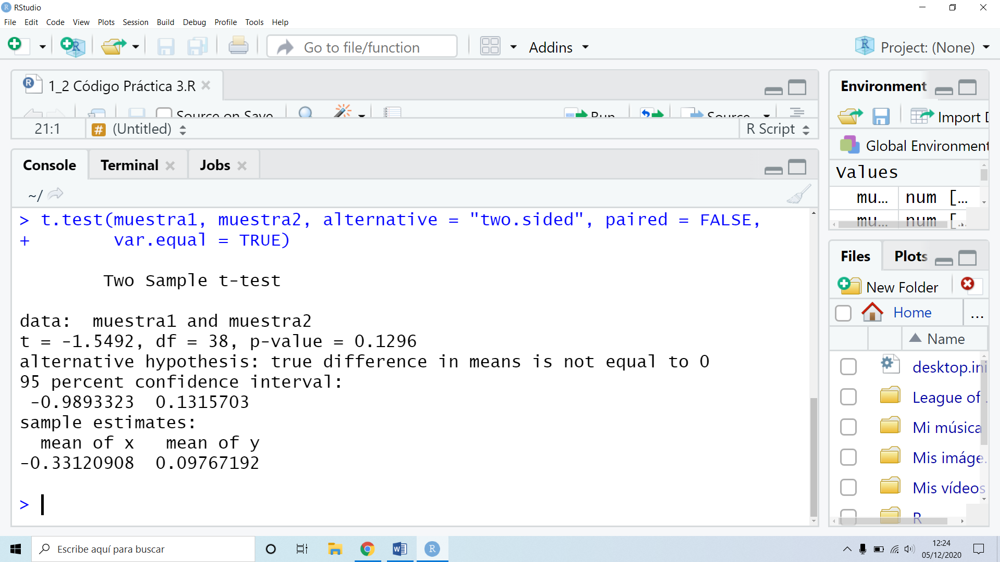 RStudio
File Edit Code View Plots Session Build Debug Profile Tools Help
Go to file/function Addins Project: (None)
1_2 Código Práctica 3.R
Source on Save Run Source
21:1 (Untitled) R Script
Console Terminal Jobs
~/
> t.test(muestra1, muestra2, alternative = "two.sided", paired = FALSE,
+ var.equal = TRUE)
Two Sample t-test
data: muestra1 and muestra2
t = -1.5492, df = 38, p-value = 0.1296
alternative hypothesis: true difference in means is not equal to 0
95 percent confidence interval:
-0.9893323 0.1315703
sample estimates:
mean of x mean of y
-0.33120908 0.09767192
>
Environment
Import D
Global Environment
Values
mu... num [...
mu... num [...
Files Plots
New Folder
Home ...
Name
desktop.ini
League of ...
Mi música
Mis imáge...
Mis vídeos
R
Escribe aquí para buscar
12:24
05/12/2020